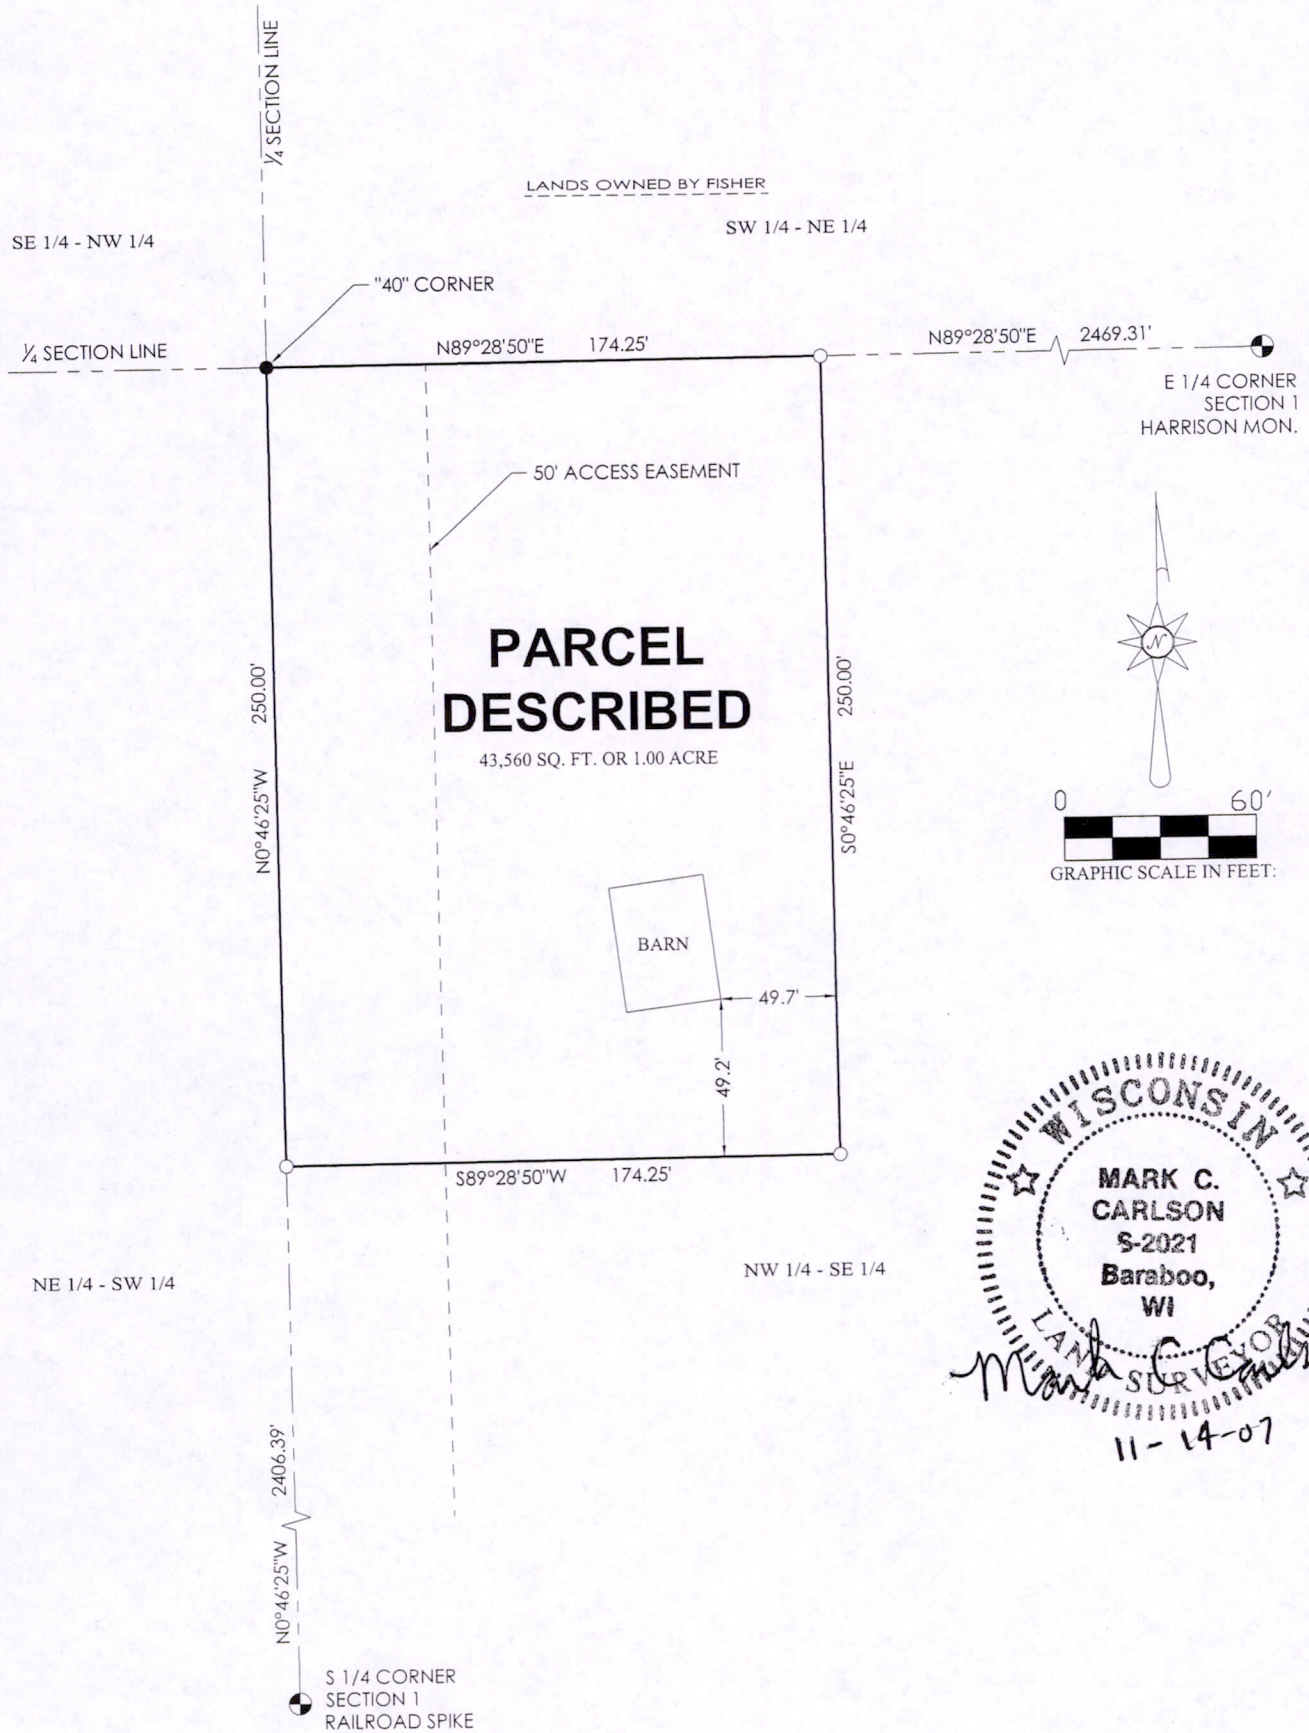 ¼ SECTION LINE
LANDS OWNED BY FISHER
SE 1/4 - NW 1/4
SW 1/4 - NE 1/4
"40" CORNER
¼ SECTION LINE
N89°28'50"E 174.25'
N89°28'50"E 2469.31'
E 1/4 CORNER
SECTION 1
HARRISON MON.
50' ACCESS EASEMENT
N
PARCEL
DESCRIBED
43,560 SQ. FT. OR 1.00 ACRE
N0°46'25"W 250.00'
S0°46'25"E 250.00'
0 60'
GRAPHIC SCALE IN FEET:
BARN
49.7'
49.2'
S89°28'50"W 174.25'
WISCONSIN
MARK C.
CARLSON
S-2021
Baraboo,
WI
LAND SURVEYOR
Mark C
11-14-07
NE 1/4 - SW 1/4
NW 1/4 - SE 1/4
N0°46'25"W 2406.39'
S 1/4 CORNER
SECTION 1
RAILROAD SPIKE